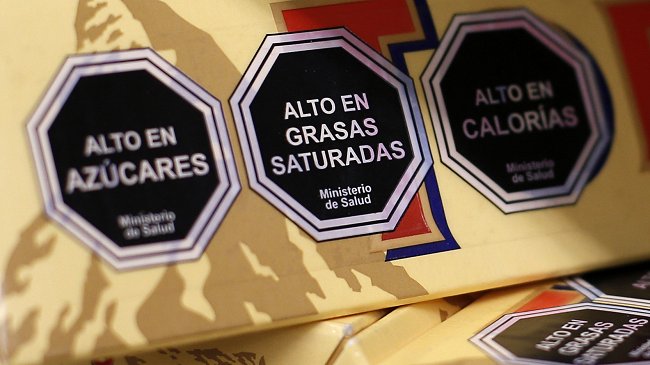 ALTO EN
AZÚCARES
Ministerio
de Salud
ALTO EN
GRASAS
SATURADAS
Ministerio
de Salud
ALTO EN
CALORÍAS
Ministerio
de Salud
ALTO EN
GRASAS
SATURADAS